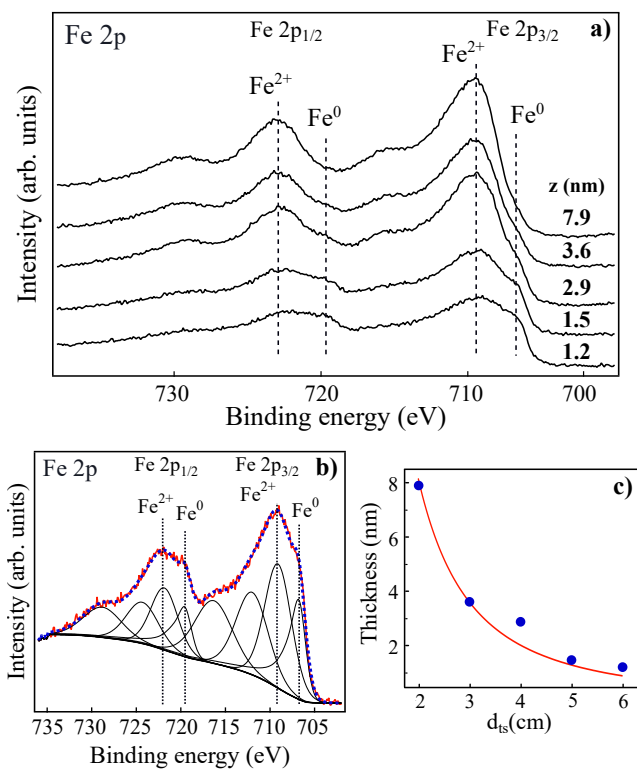 Fe 2p Fe 2p1/2 Fe 2p3/2 a)
Fe2+ Fe0 Fe2+ Fe0
z (nm)
7.9
3.6
2.9
1.5
1.2
Intensity (arb. units)
730 720 710 700
Binding energy (eV)
Fe 2p Fe 2p1/2 Fe 2p3/2 b)
Fe2+ Fe0 Fe2+ Fe0
Intensity (arb. units)
735 729 727 721 715 710 705
Binding energy (eV)
c)
Thickness (nm)
8
6
4
2
2 3 4 5 6
dts(cm)